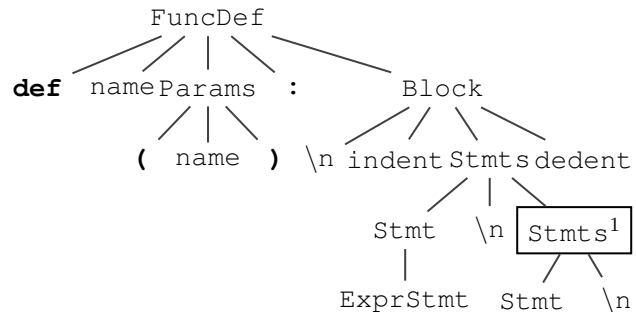 FuncDef
def name Params : Block
( name ) \n indent Stmts dedent
Stmt \n Stmts¹
ExprStmt Stmt \n